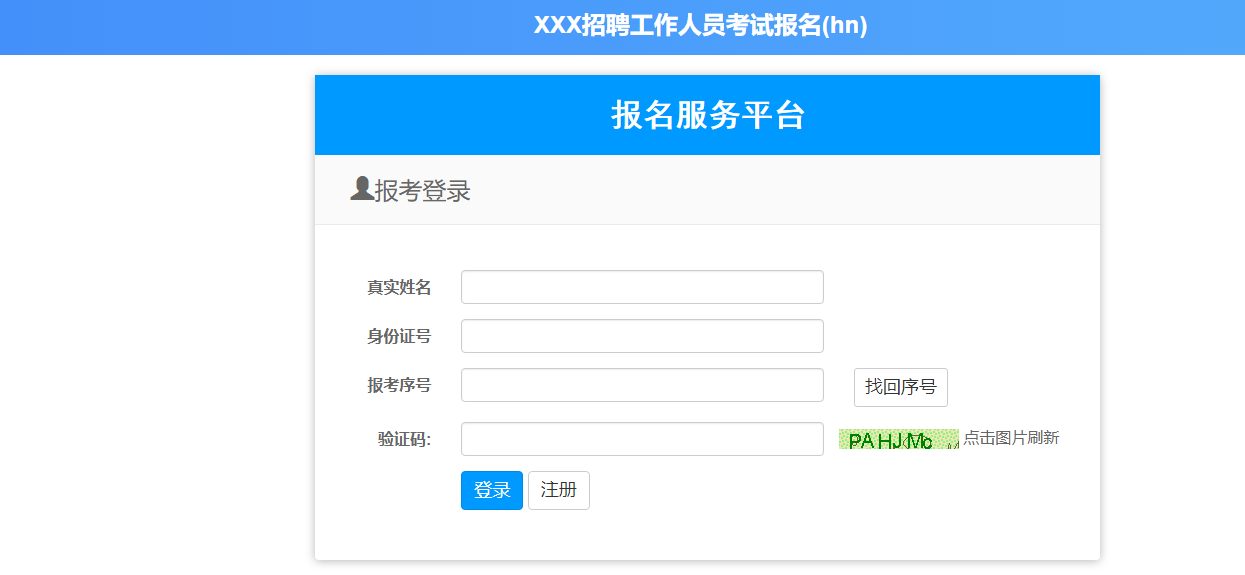 XXX招聘工作人员考试报名(hn)
报名服务平台
报考登录
真实姓名
身份证号
报考序号 找回序号
验证码: PAHJMc 点击图片刷新
登录 注册